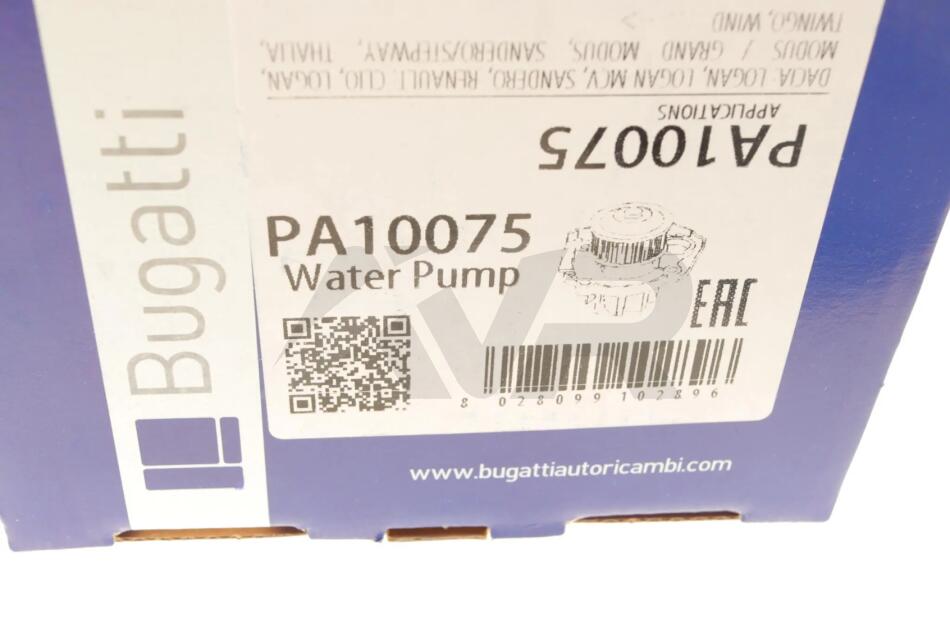 Bugatti
PA10075
APPLICATIONS
DACIA: LOGAN, LOGAN MCV, SANDERO, RENAULT: CLIO, LOGAN,
MODUS / GRAND MODUS, SANDERO/STEPWAY, THALIA,
TWINGO, WIND
PA10075
Water Pump
EAC
8 028099 102896
www.bugattiautoricambi.com
AVP